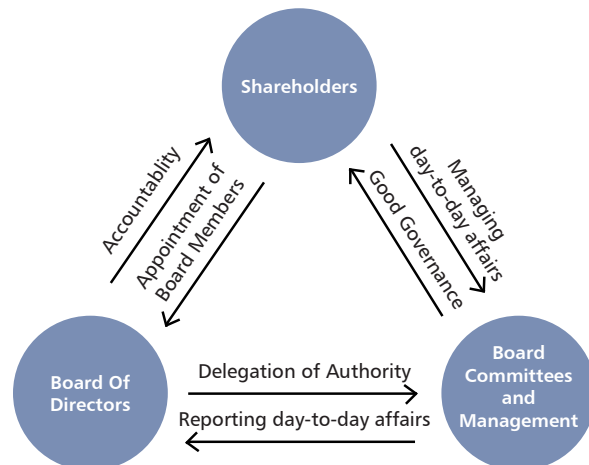 Shareholders
Accountablity
Appointment of
Board Members
Managing
day-to-day affairs
Good Governance
Board Of
Directors
Delegation of Authority
Reporting day-to-day affairs
Board
Committees
and
Management